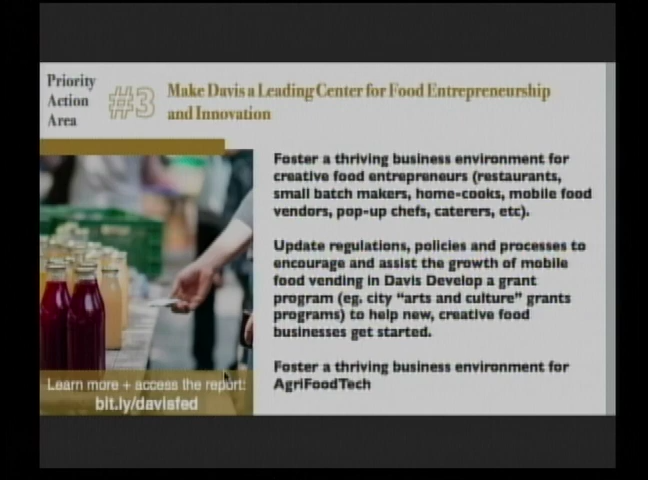 Priority
Action
Area
#3
Make Davis a Leading Center for Food Entrepreneurship
and Innovation
Foster a thriving business environment for
creative food entrepreneurs (restaurants,
small batch makers, home-cooks, mobile food
vendors, pop-up chefs, caterers, etc).
Update regulations, policies and processes to
encourage and assist the growth of mobile
food vending in Davis Develop a grant
program (eg. city “arts and culture” grants
programs) to help new, creative food
businesses get started.
Foster a thriving business environment for
AgriFoodTech
Learn more + access the report:
bit.ly/davisfed